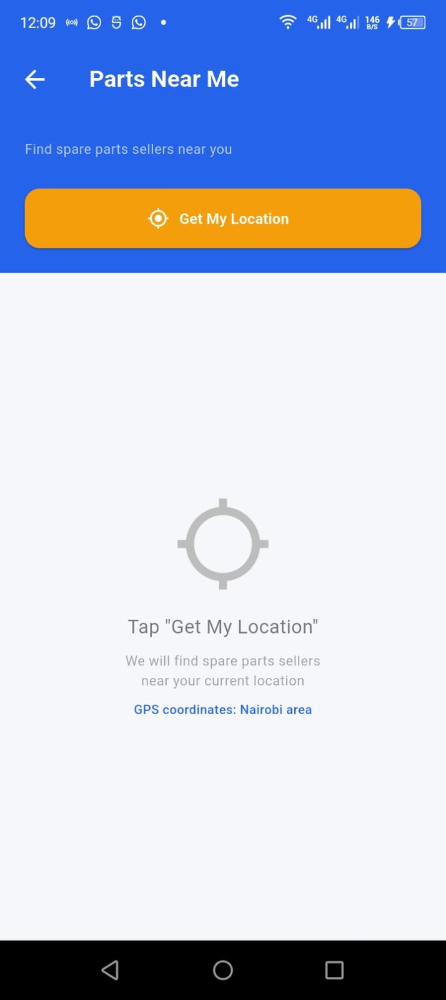 12:09
4G 4G 146 B/S 57
Parts Near Me
Find spare parts sellers near you
Get My Location
Tap "Get My Location"
We will find spare parts sellers
near your current location
GPS coordinates: Nairobi area